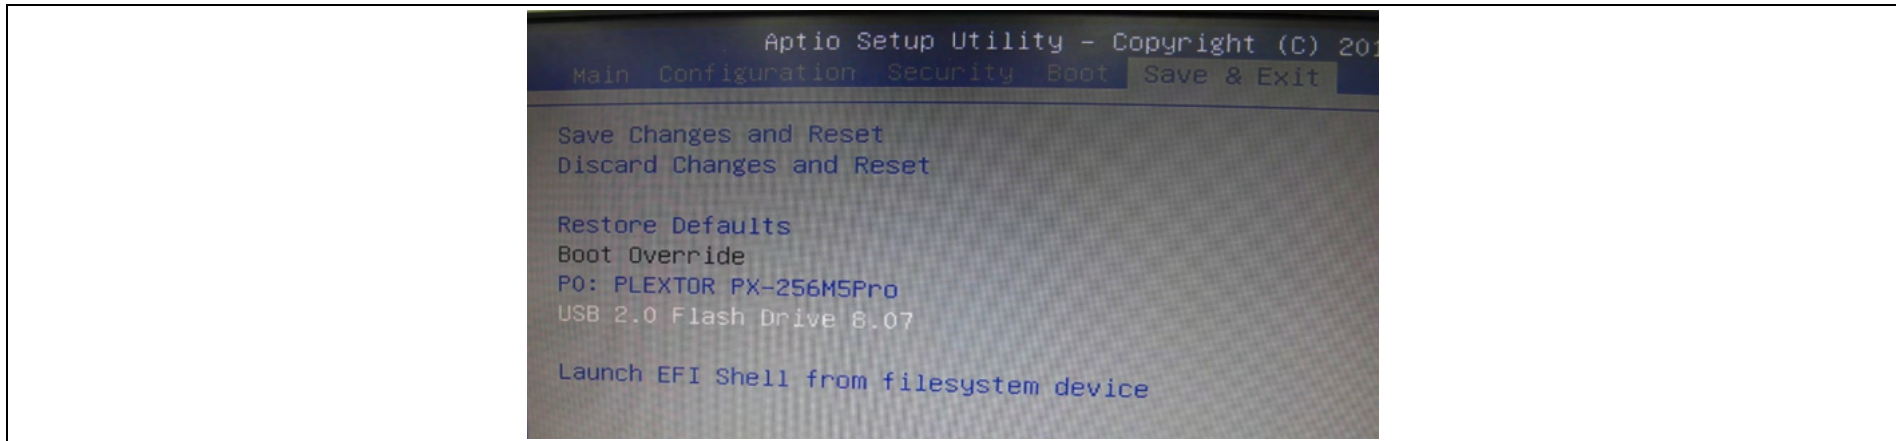 Aptio Setup Utility - Copyright (C) 201
Main Configuration Security Boot Save & Exit
Save Changes and Reset
Discard Changes and Reset
Restore Defaults
Boot Override
P0: PLEXTOR PX-256M5Pro
USB 2.0 Flash Drive 8.07
Launch EFI Shell from filesystem device